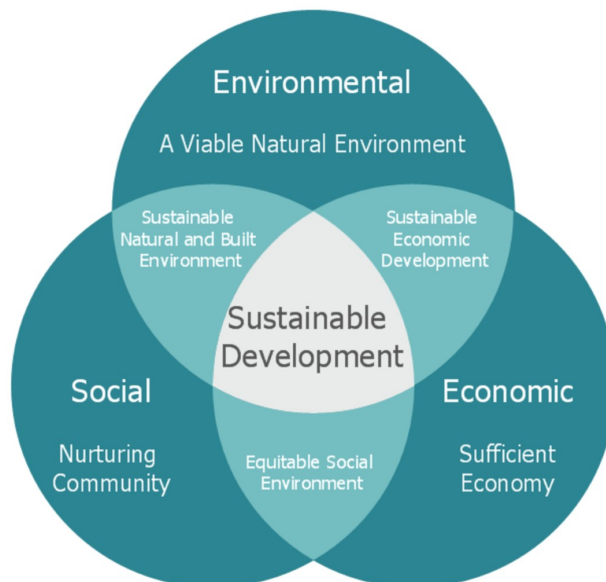 Environmental
A Viable Natural Environment
Sustainable
Natural and Built
Environment
Sustainable
Economic
Development
Sustainable
Development
Social
Nurturing
Community
Equitable Social
Environment
Economic
Sufficient
Economy